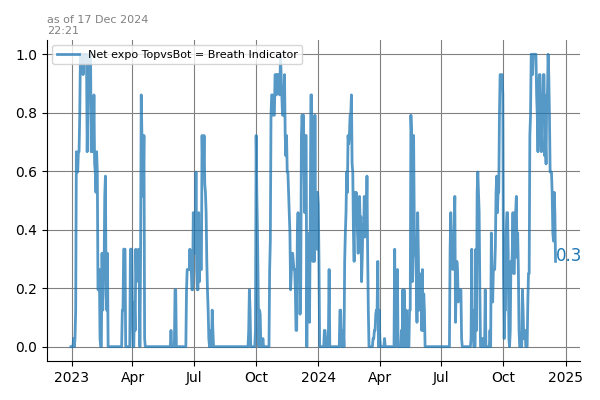 as of 17 Dec 2024
22:21
Net expo TopvsBot = Breath Indicator
1.0
0.8
0.6
0.4
0.2
0.0
0.3
2023 Apr Jul Oct 2024 Apr Jul Oct 2025